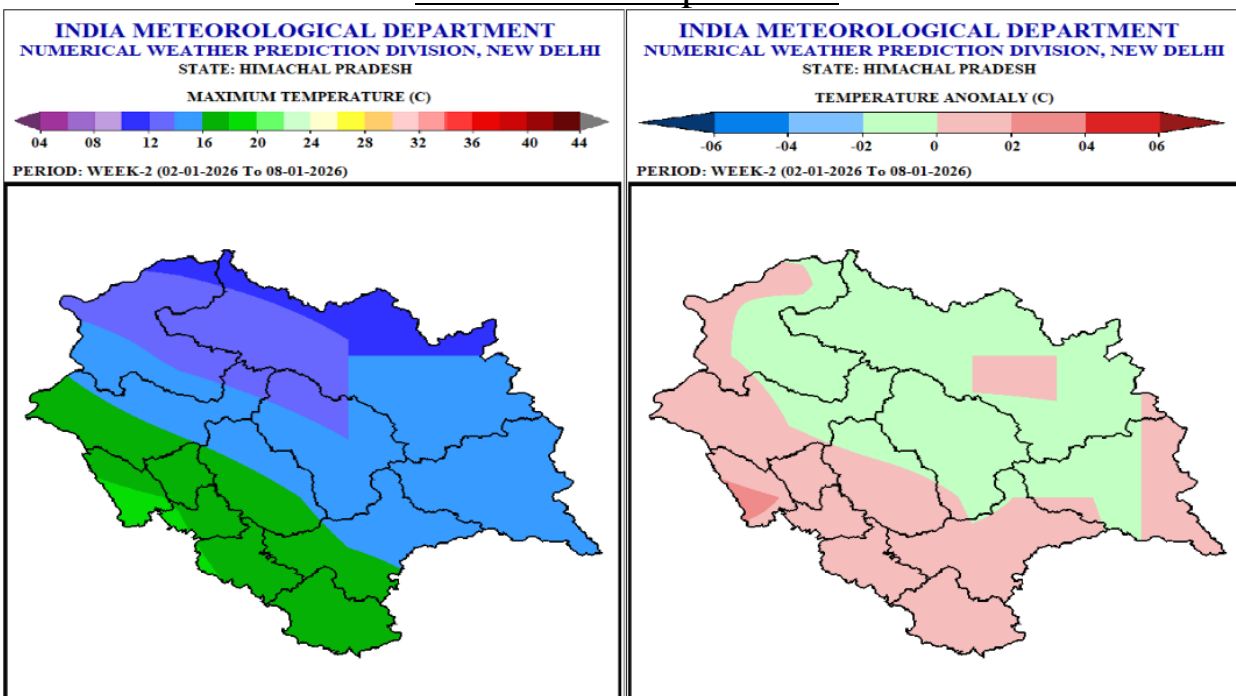 INDIA METEOROLOGICAL DEPARTMENT
NUMERICAL WEATHER PREDICTION DIVISION, NEW DELHI
STATE: HIMACHAL PRADESH
MAXIMUM TEMPERATURE (C)
04 08 12 16 20 24 28 32 36 40 44
PERIOD: WEEK-2 (02-01-2026 To 08-01-2026)
INDIA METEOROLOGICAL DEPARTMENT
NUMERICAL WEATHER PREDICTION DIVISION, NEW DELHI
STATE: HIMACHAL PRADESH
TEMPERATURE ANOMALY (C)
-06 -04 -02 0 02 04 06
PERIOD: WEEK-2 (02-01-2026 To 08-01-2026)